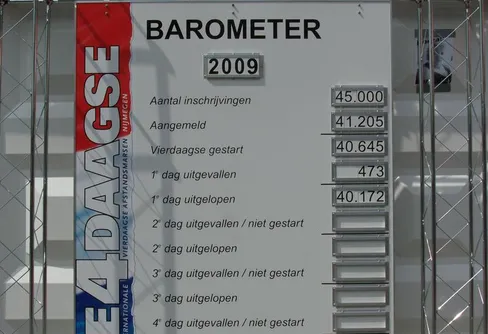 BAROMETER
2009
Aantal inschrijvingen 45.000
Aangemeld 41.205
Vierdaagse gestart 40.645
1e dag uitgevallen 473
1e dag uitgelopen 40.172
2e dag uitgevallen / niet gestart
2e dag uitgelopen
3e dag uitgevallen / niet gestart
3e dag uitgelopen
4e dag uitgevallen / niet gestart
E4DAAGSE
VIERDAAGSE AFSTANDSMARSEN NIJMEGEN